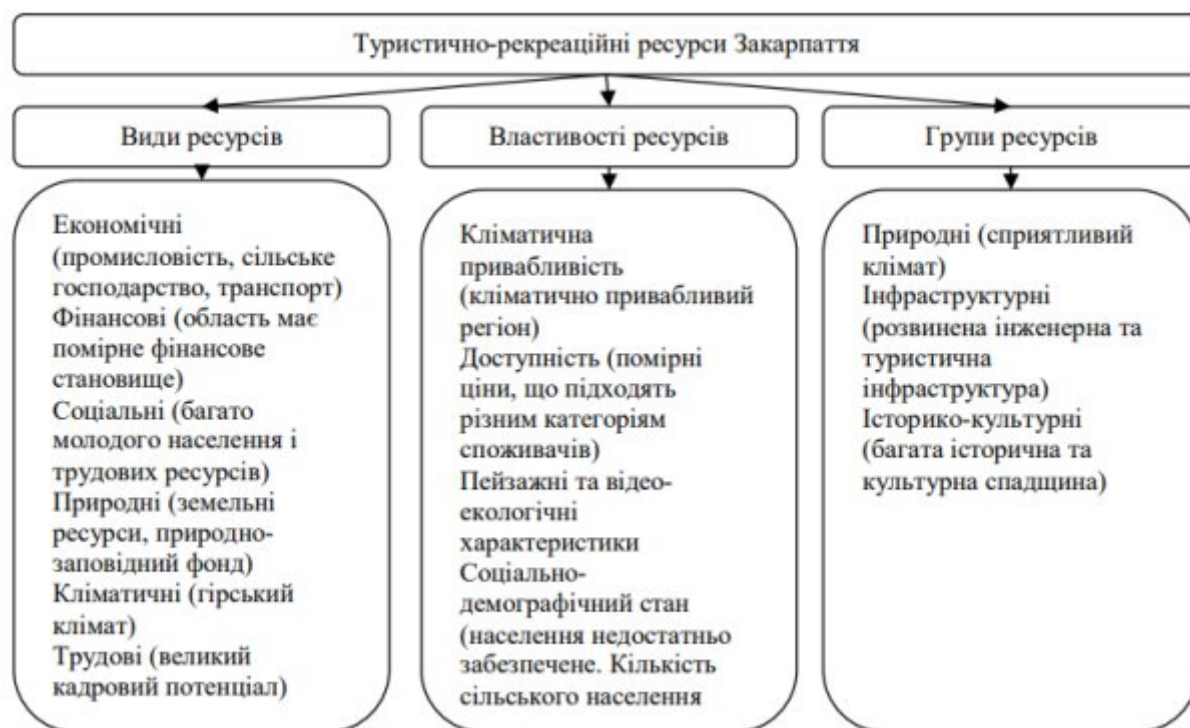 Туристично-рекреаційні ресурси Закарпаття
Види ресурсів
Економічні
(промисловість, сільське
господарство, транспорт)
Фінансові (область має
помірне фінансове
становище)
Соціальні (багато
молодого населення і
трудових ресурсів)
Природні (земельні
ресурси, природно-
заповідний фонд)
Кліматичні (гірський
клімат)
Трудові (великий
кадровий потенціал)
Властивості ресурсів
Кліматична
привабливість
(кліматично привабливий
регіон)
Доступність (помірні
ціни, що підходять
різним категоріям
споживачів)
Пейзажні та відео-
екологічні
характеристики
Соціально-
демографічний стан
(населення недостатньо
забезпечене. Кількість
сільського населення
Групи ресурсів
Природні (сприятливий
клімат)
Інфраструктурні
(розвинена інженерна та
туристична
інфраструктура)
Історико-культурні
(багата історична та
культурна спадщина)